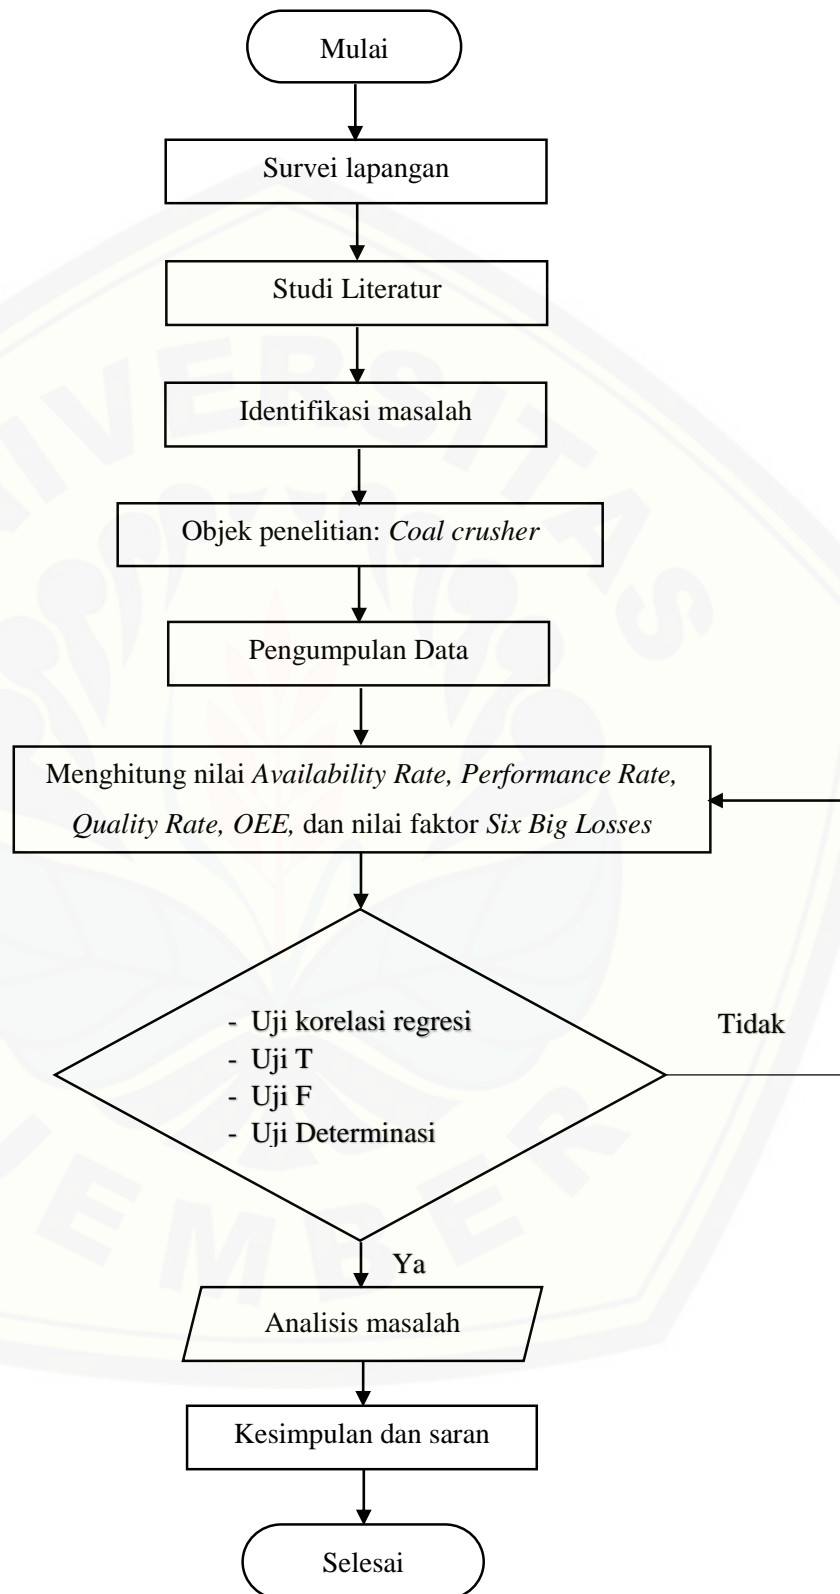 Mulai
Survei lapangan
Studi Literatur
Identifikasi masalah
Objek penelitian: Coal crusher
Pengumpulan Data
Menghitung nilai Availability Rate, Performance Rate,
Quality Rate, OEE, dan nilai faktor Six Big Losses
- Uji korelasi regresi
- Uji T
- Uji F
- Uji Determinasi
Tidak
Ya
Analisis masalah
Kesimpulan dan saran
Selesai
UNIVERSITAS
JEMBER